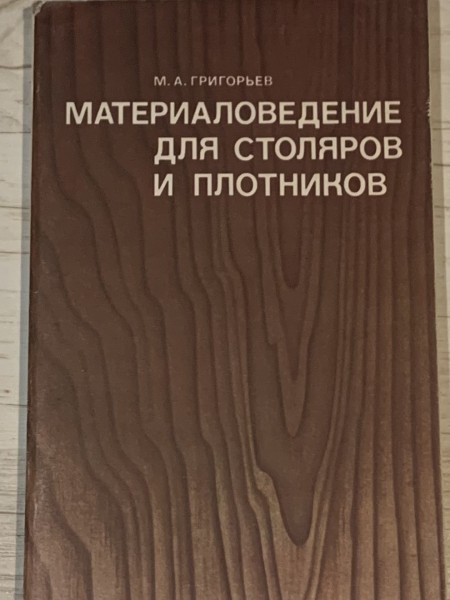 М. А. ГРИГОРЬЕВ
МАТЕРИАЛОВЕДЕНИЕ
ДЛЯ СТОЛЯРОВ
И ПЛОТНИКОВ